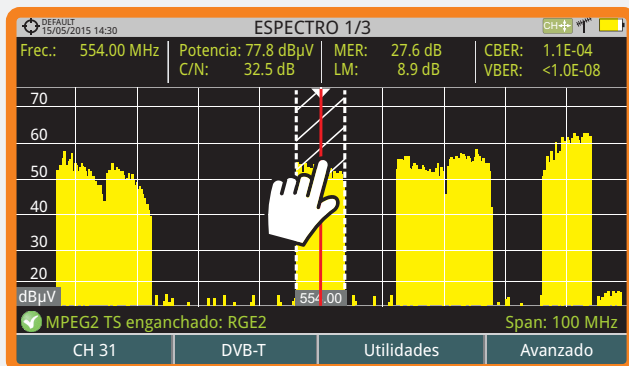 DEFAULT
15/05/2015 14:30
ESPECTRO 1/3
CH
Frec.: 554.00 MHz
Potencia: 77.8 dBµV
C/N: 32.5 dB
MER: 27.6 dB
LM: 8.9 dB
CBER: 1.1E-04
VBER: <1.0E-08
70
60
50
40
30
20
dBµV
554.00
MPEG2 TS enganchado: RGE2
Span: 100 MHz
CH 31
DVB-T
Utilidades
Avanzado